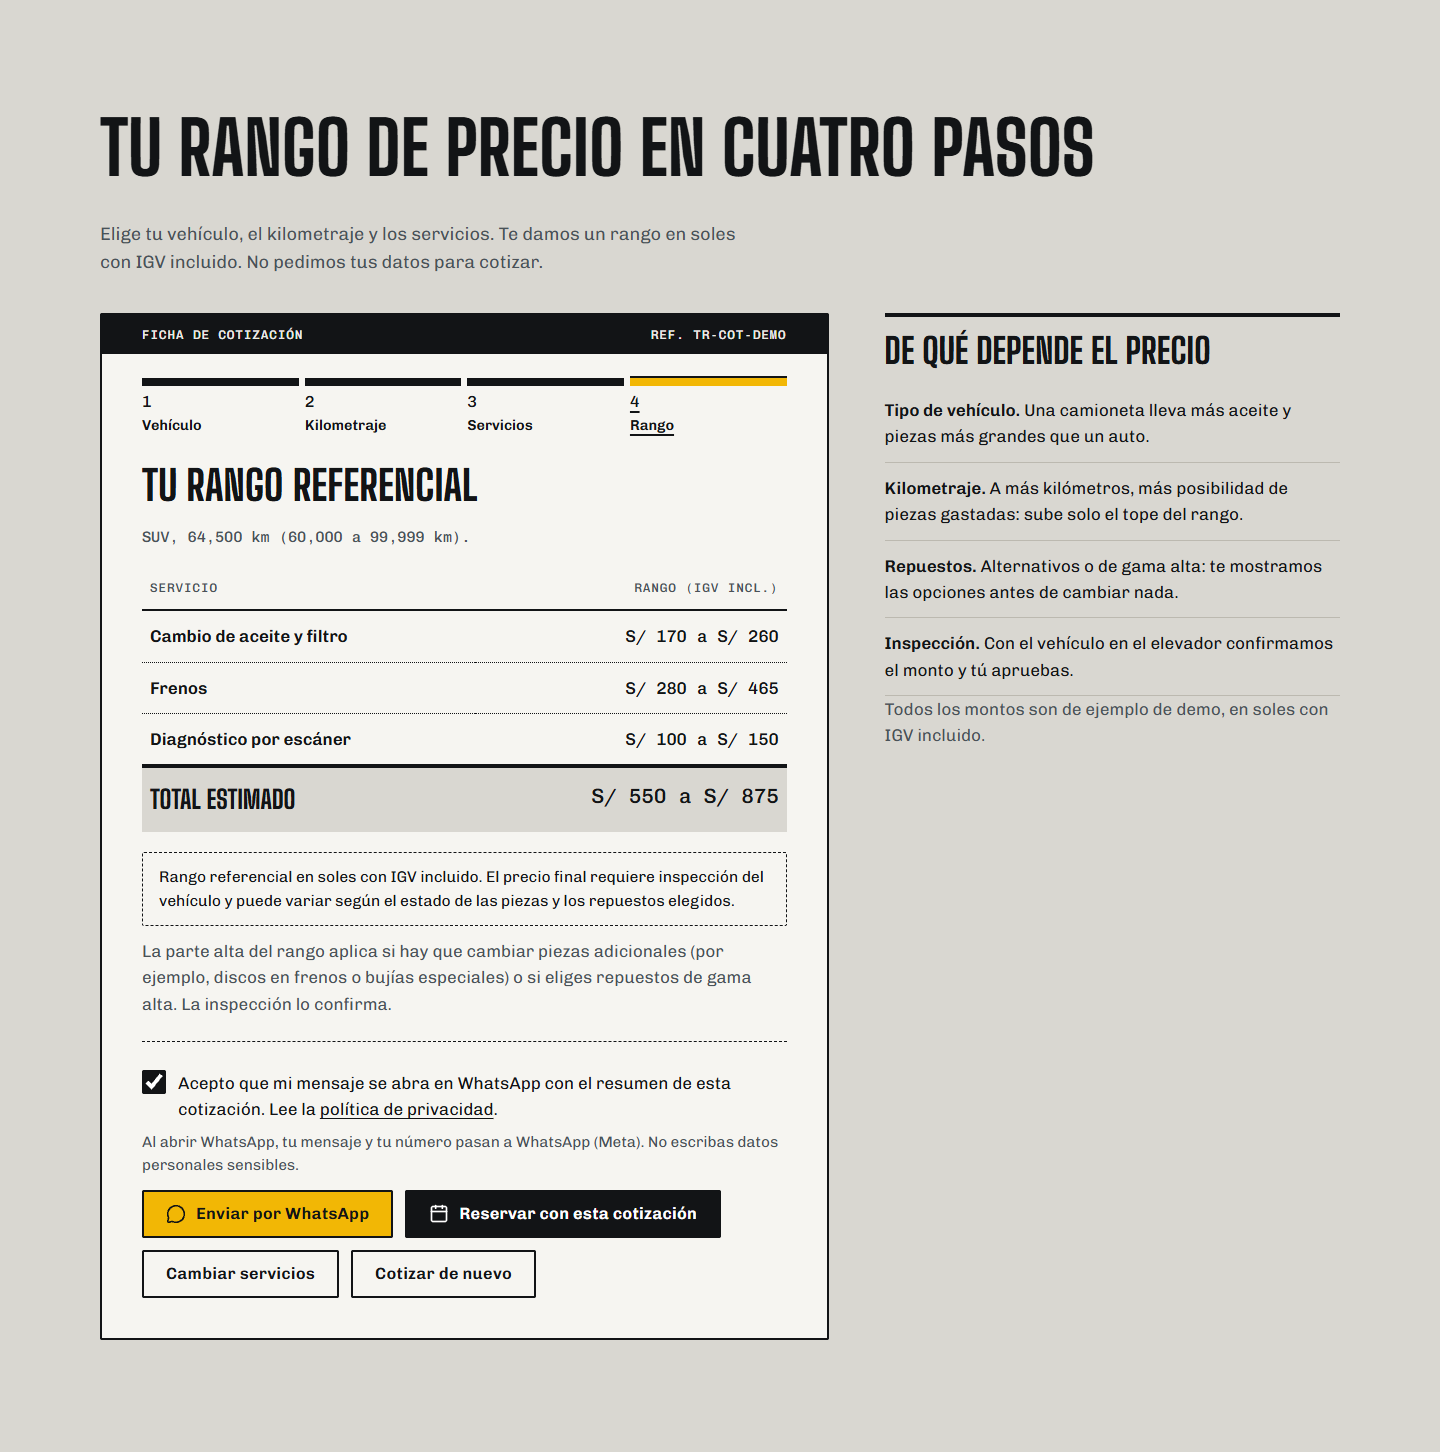 TU RANGO DE PRECIO EN CUATRO PASOS
Elige tu vehículo, el kilometraje y los servicios. Te damos un rango en soles
con IGV incluido. No pedimos tus datos para cotizar.
FICHA DE COTIZACIÓN REF. TR-COT-DEMO
1 2 3 4
Vehículo Kilometraje Servicios Rango
TU RANGO REFERENCIAL
SUV, 64,500 km (60,000 a 99,999 km).
SERVICIO RANGO (IGV INCL.)
Cambio de aceite y filtro S/ 170 a S/ 260
Frenos S/ 280 a S/ 465
Diagnóstico por escáner S/ 100 a S/ 150
TOTAL ESTIMADO S/ 550 a S/ 875
Rango referencial en soles con IGV incluido. El precio final requiere inspección del
vehículo y puede variar según el estado de las piezas y los repuestos elegidos.
La parte alta del rango aplica si hay que cambiar piezas adicionales (por
ejemplo, discos en frenos o bujías especiales) o si eliges repuestos de gama
alta. La inspección lo confirma.
Acepto que mi mensaje se abra en WhatsApp con el resumen de esta
cotización. Lee la política de privacidad.
Al abrir WhatsApp, tu mensaje y tu número pasan a WhatsApp (Meta). No escribas datos
personales sensibles.
Enviar por WhatsApp Reservar con esta cotización
Cambiar servicios Cotizar de nuevo
DE QUÉ DEPENDE EL PRECIO
Tipo de vehículo. Una camioneta lleva más aceite y
piezas más grandes que un auto.
Kilometraje. A más kilómetros, más posibilidad de
piezas gastadas: sube solo el tope del rango.
Repuestos. Alternativos o de gama alta: te mostramos
las opciones antes de cambiar nada.
Inspección. Con el vehículo en el elevador confirmamos
el monto y tú apruebas.
Todos los montos son de ejemplo de demo, en soles con
IGV incluido.